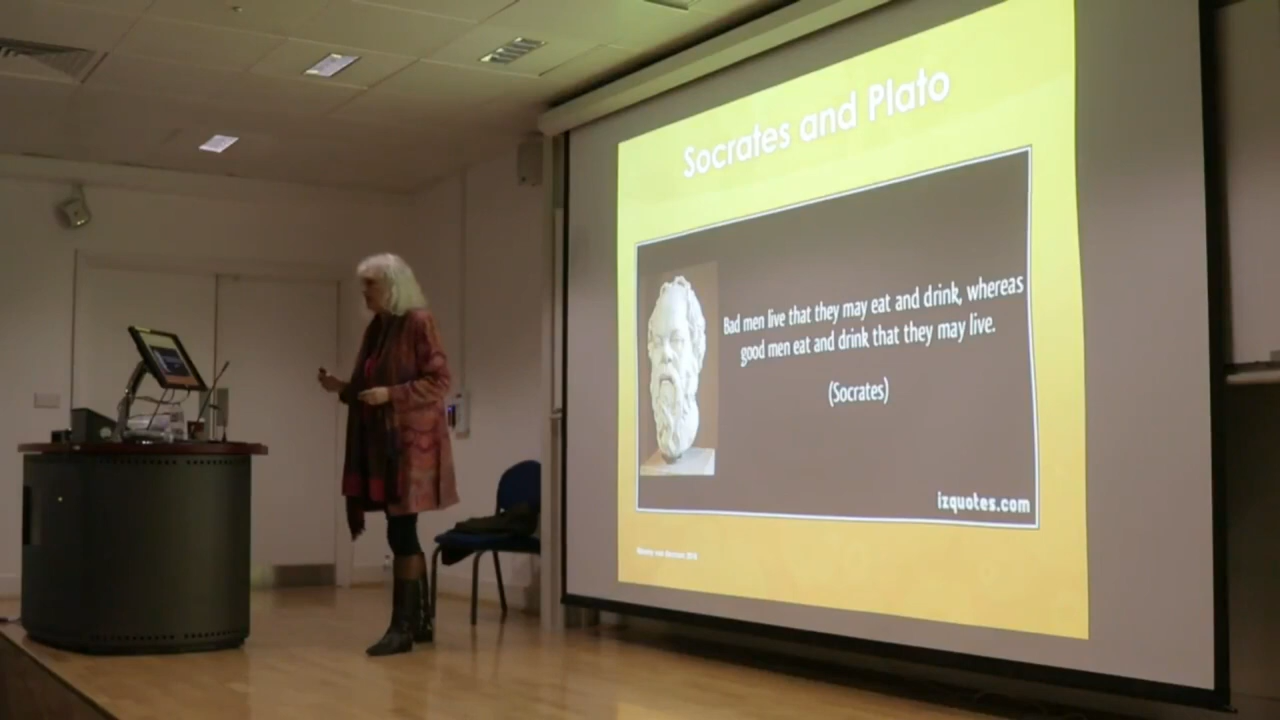 Socrates and Plato
Bad men live that they may eat and drink, whereas
good men eat and drink that they may live.
(Socrates)
izquotes.com